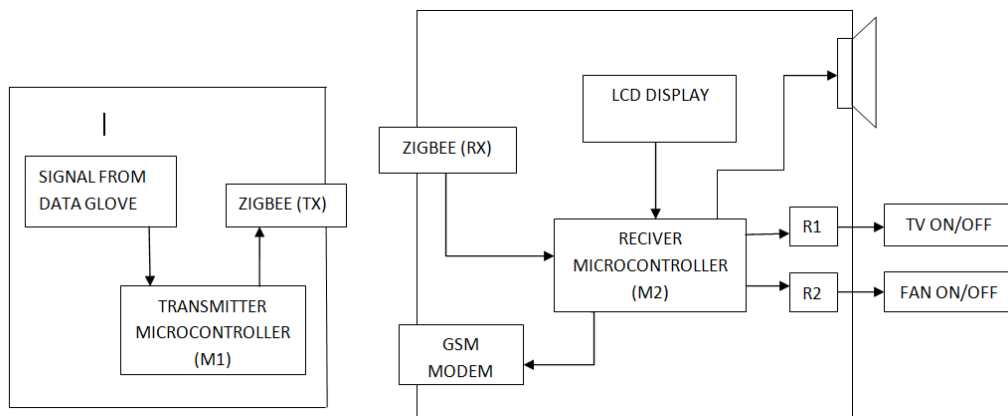 SIGNAL FROM
DATA GLOVE
ZIGBEE (TX)
TRANSMITTER
MICROCONTROLLER
(M1)
LCD DISPLAY
ZIGBEE (RX)
RECIVER
MICROCONTROLLER
(M2)
R1
TV ON/OFF
R2
FAN ON/OFF
GSM
MODEM